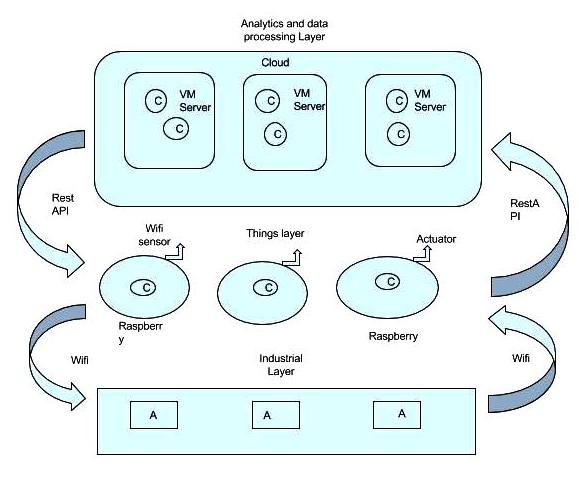 Analytics and data
processing Layer
Cloud
C
VM
Server
C
C
VM
Server
C
C
VM
Server
C
Rest
API
RestA
PI
Wifi
sensor
Things layer
Actuator
C
C
C
Raspberr
y
Raspberry
Wifi
Industrial
Layer
Wifi
A
A
A